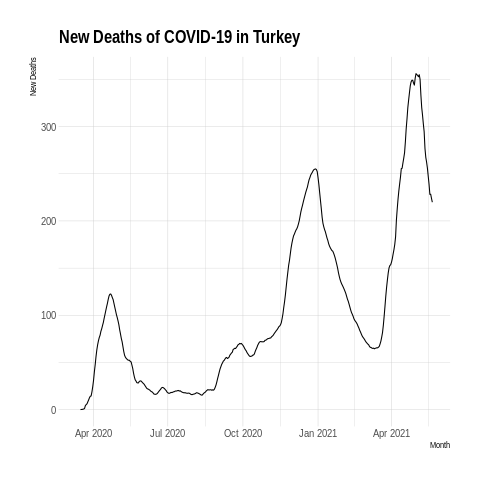 New Deaths of COVID-19 in Turkey
New Deaths
300
200
100
0
Apr 2020 Jul 2020 Oct 2020 Jan 2021 Apr 2021
Month